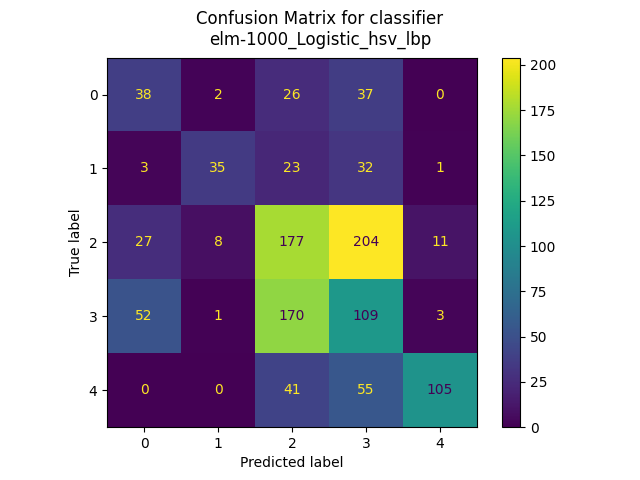 Confusion Matrix for classifier
elm-1000_Logistic_hsv_lbp
True label
0 38 2 26 37 0
1 3 35 23 32 1
2 27 8 177 204 11
3 52 1 170 109 3
4 0 0 41 55 105
0 1 2 3 4
Predicted label
200
175
150
125
100
75
50
25
0